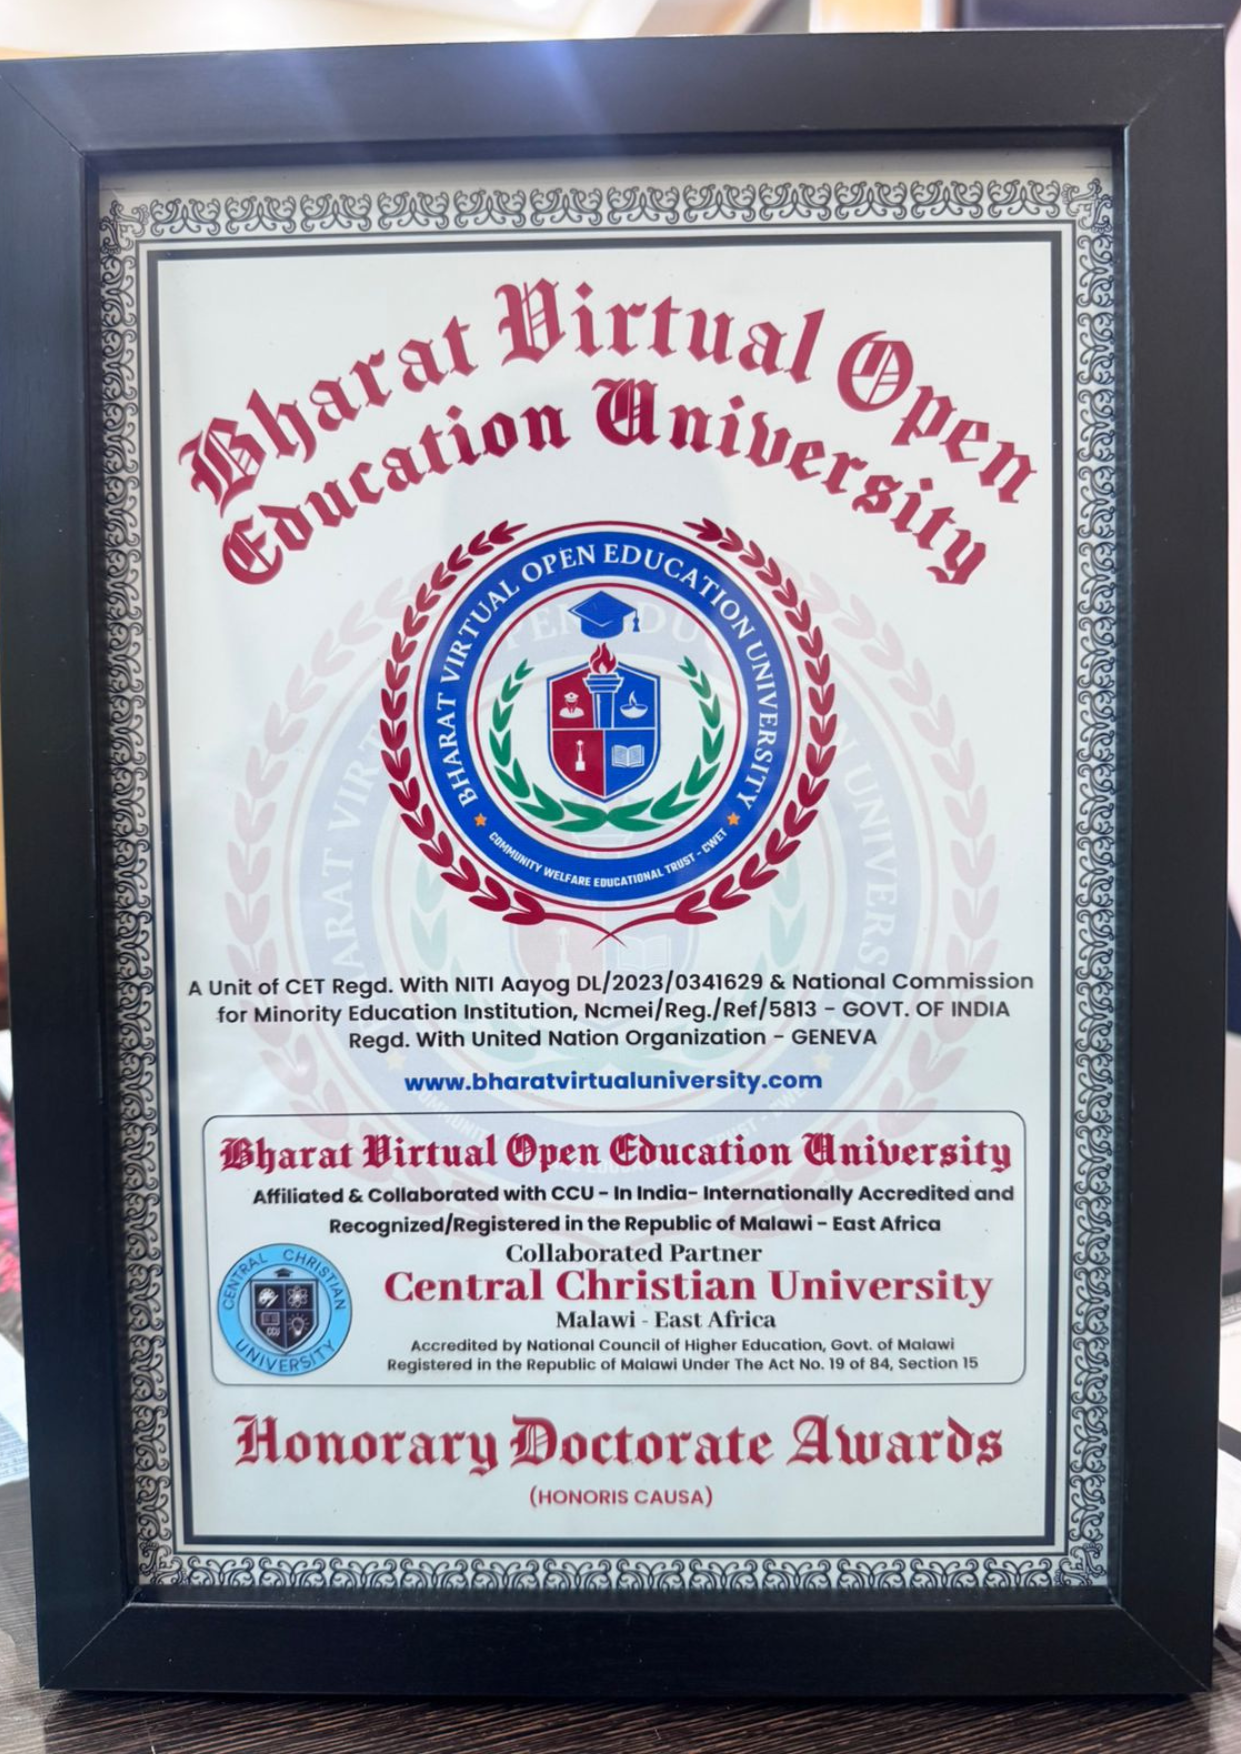 Bharat Virtual Open
Education University
BHARAT VIRTUAL OPEN EDUCATION UNIVERSITY
COMMUNITY WELFARE EDUCATIONAL TRUST - CWET
A Unit of CET Regd. With NITI Aayog DL/2023/0341629 & National Commission
for Minority Education Institution, Ncmei/Reg./Ref/5813 - GOVT. OF INDIA
Regd. With United Nation Organization - GENEVA
www.bharatvirtualuniversity.com
Bharat Virtual Open Education University
Affiliated & Collaborated with CCU - In India- Internationally Accredited and
Recognized/Registered in the Republic of Malawi - East Africa
Collaborated Partner
CENTRAL CHRISTIAN
CCU
UNIVERSITY
Central Christian University
Malawi - East Africa
Accredited by National Council of Higher Education, Govt. of Malawi
Registered in the Republic of Malawi Under The Act No. 19 of 84, Section 15
Honorary Doctorate Awards
(HONORIS CAUSA)